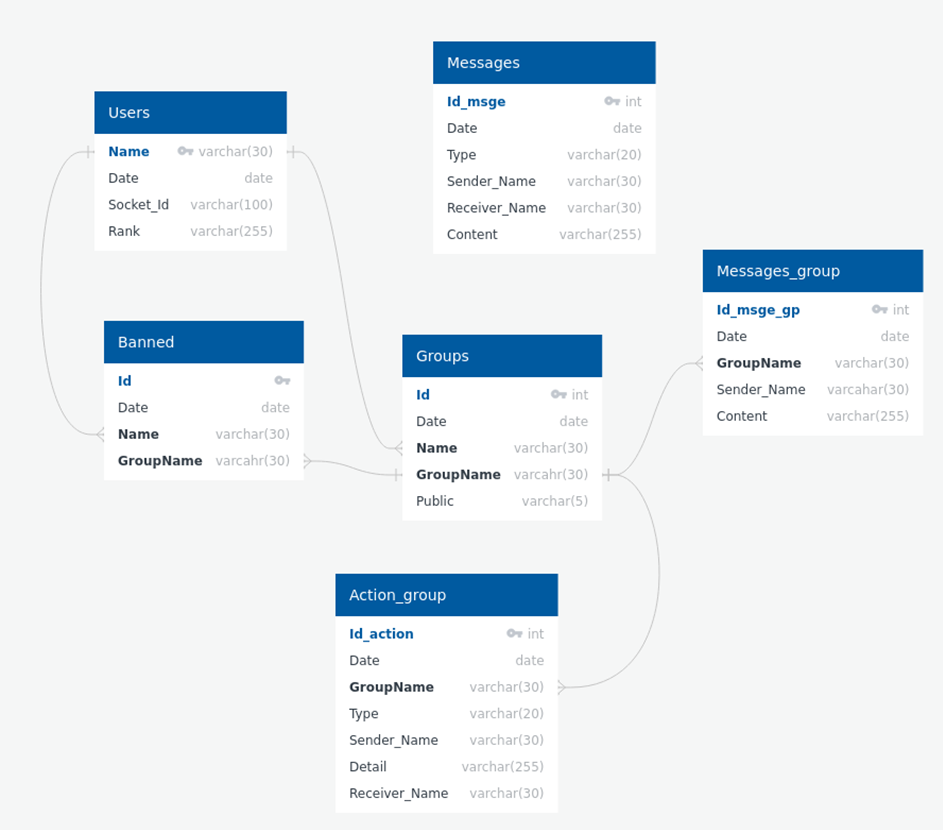 Users
Name varchar(30)
Date date
Socket_Id varchar(100)
Rank varchar(255)
Messages
Id_msge int
Date date
Type varchar(20)
Sender_Name varchar(30)
Receiver_Name varchar(30)
Content varchar(255)
Messages_group
Id_msge_gp int
Date date
GroupName varchar(30)
Sender_Name varcahar(30)
Content varchar(255)
Banned
Id
Date date
Name varchar(30)
GroupName varcahr(30)
Groups
Id int
Date date
Name varchar(30)
GroupName varcahr(30)
Public varchar(5)
Action_group
Id_action int
Date date
GroupName varchar(30)
Type varchar(20)
Sender_Name varchar(30)
Detail varchar(255)
Receiver_Name varchar(30)